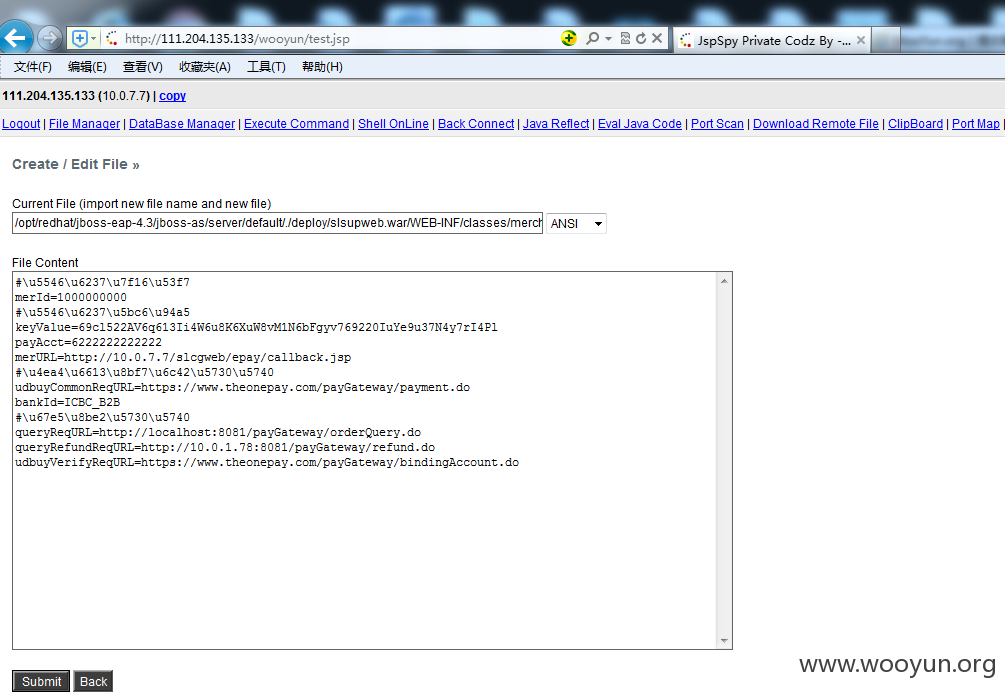 http://111.204.135.133/wooyun/test.jsp
JspSpy Private Codz By -...
文件(F) 编辑(E) 查看(V) 收藏夹(A) 工具(T) 帮助(H)
111.204.135.133 (10.0.7.7) | copy
Logout | File Manager | DataBase Manager | Execute Command | Shell OnLine | Back Connect | Java Reflect | Eval Java Code | Port Scan | Download Remote File | ClipBoard | Port Map |
Create / Edit File »
Current File (import new file name and new file)
/opt/redhat/jboss-eap-4.3/jboss-as/server/default/./deploy/slsupweb.war/WEB-INF/classes/merch
ANSI
File Content
#\u5546\u6237\u7f16\u53f7
merId=1000000000
#\u5546\u6237\u5bc6\u94a5
keyValue=69cl522AV6q613Ii4W6u8K6XuW8vM1N6bFgyv769220IuYe9u37N4y7rI4Pl
payAcct=6222222222222
merURL=http://10.0.7.7/slcgweb/epay/callback.jsp
#\u4ea4\u6613\u8bf7\u6c42\u5730\u5740
udbuyCommonReqURL=https://www.theonepay.com/payGateway/payment.do
bankId=ICBC_B2B
#\u67e5\u8be2\u5730\u5740
queryReqURL=http://localhost:8081/payGateway/orderQuery.do
queryRefundReqURL=http://10.0.1.78:8081/payGateway/refund.do
udbuyVerifyReqURL=https://www.theonepay.com/payGateway/bindingAccount.do
Submit Back
www.wooyun.org